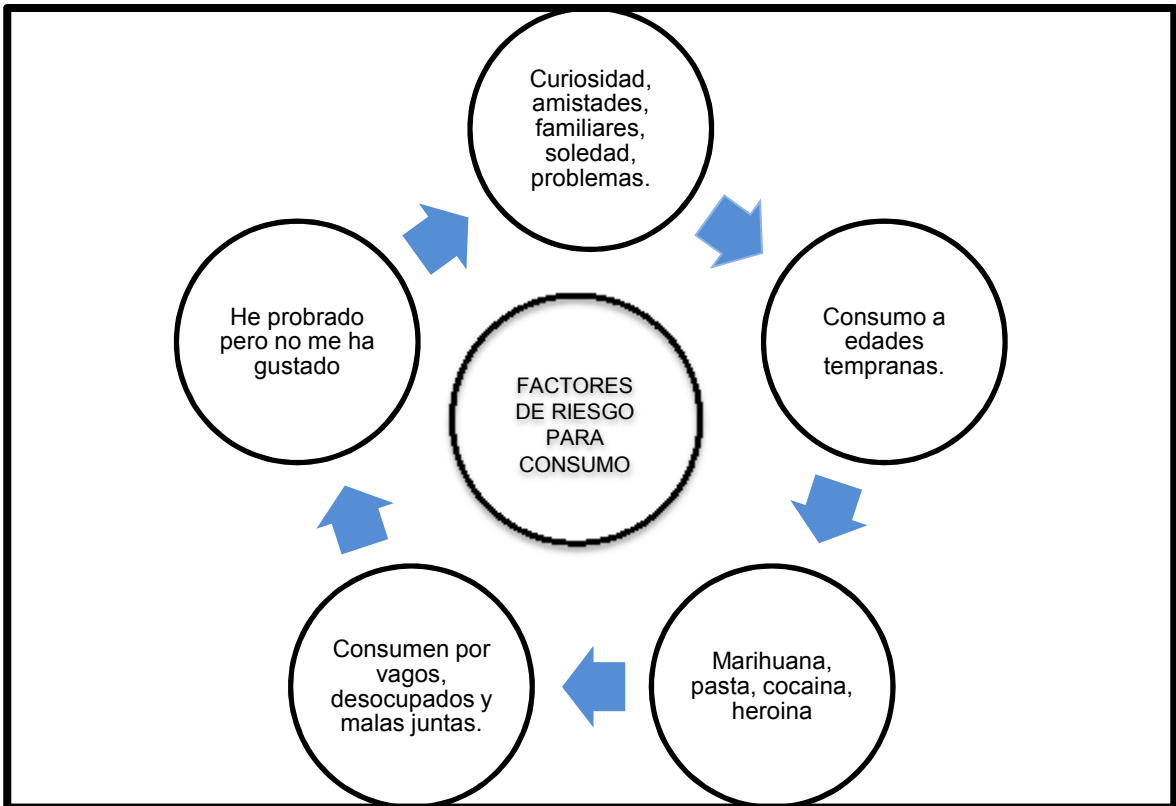 Curiosidad,
amistades,
familiares,
soledad,
problemas.
Consumo a
edades
tempranas.
Marihuana,
pasta, cocaina,
heroina
Consumen por
vagos,
desocupados y
malas juntas.
He probrado
pero no me ha
gustado
FACTORES
DE RIESGO
PARA
CONSUMO